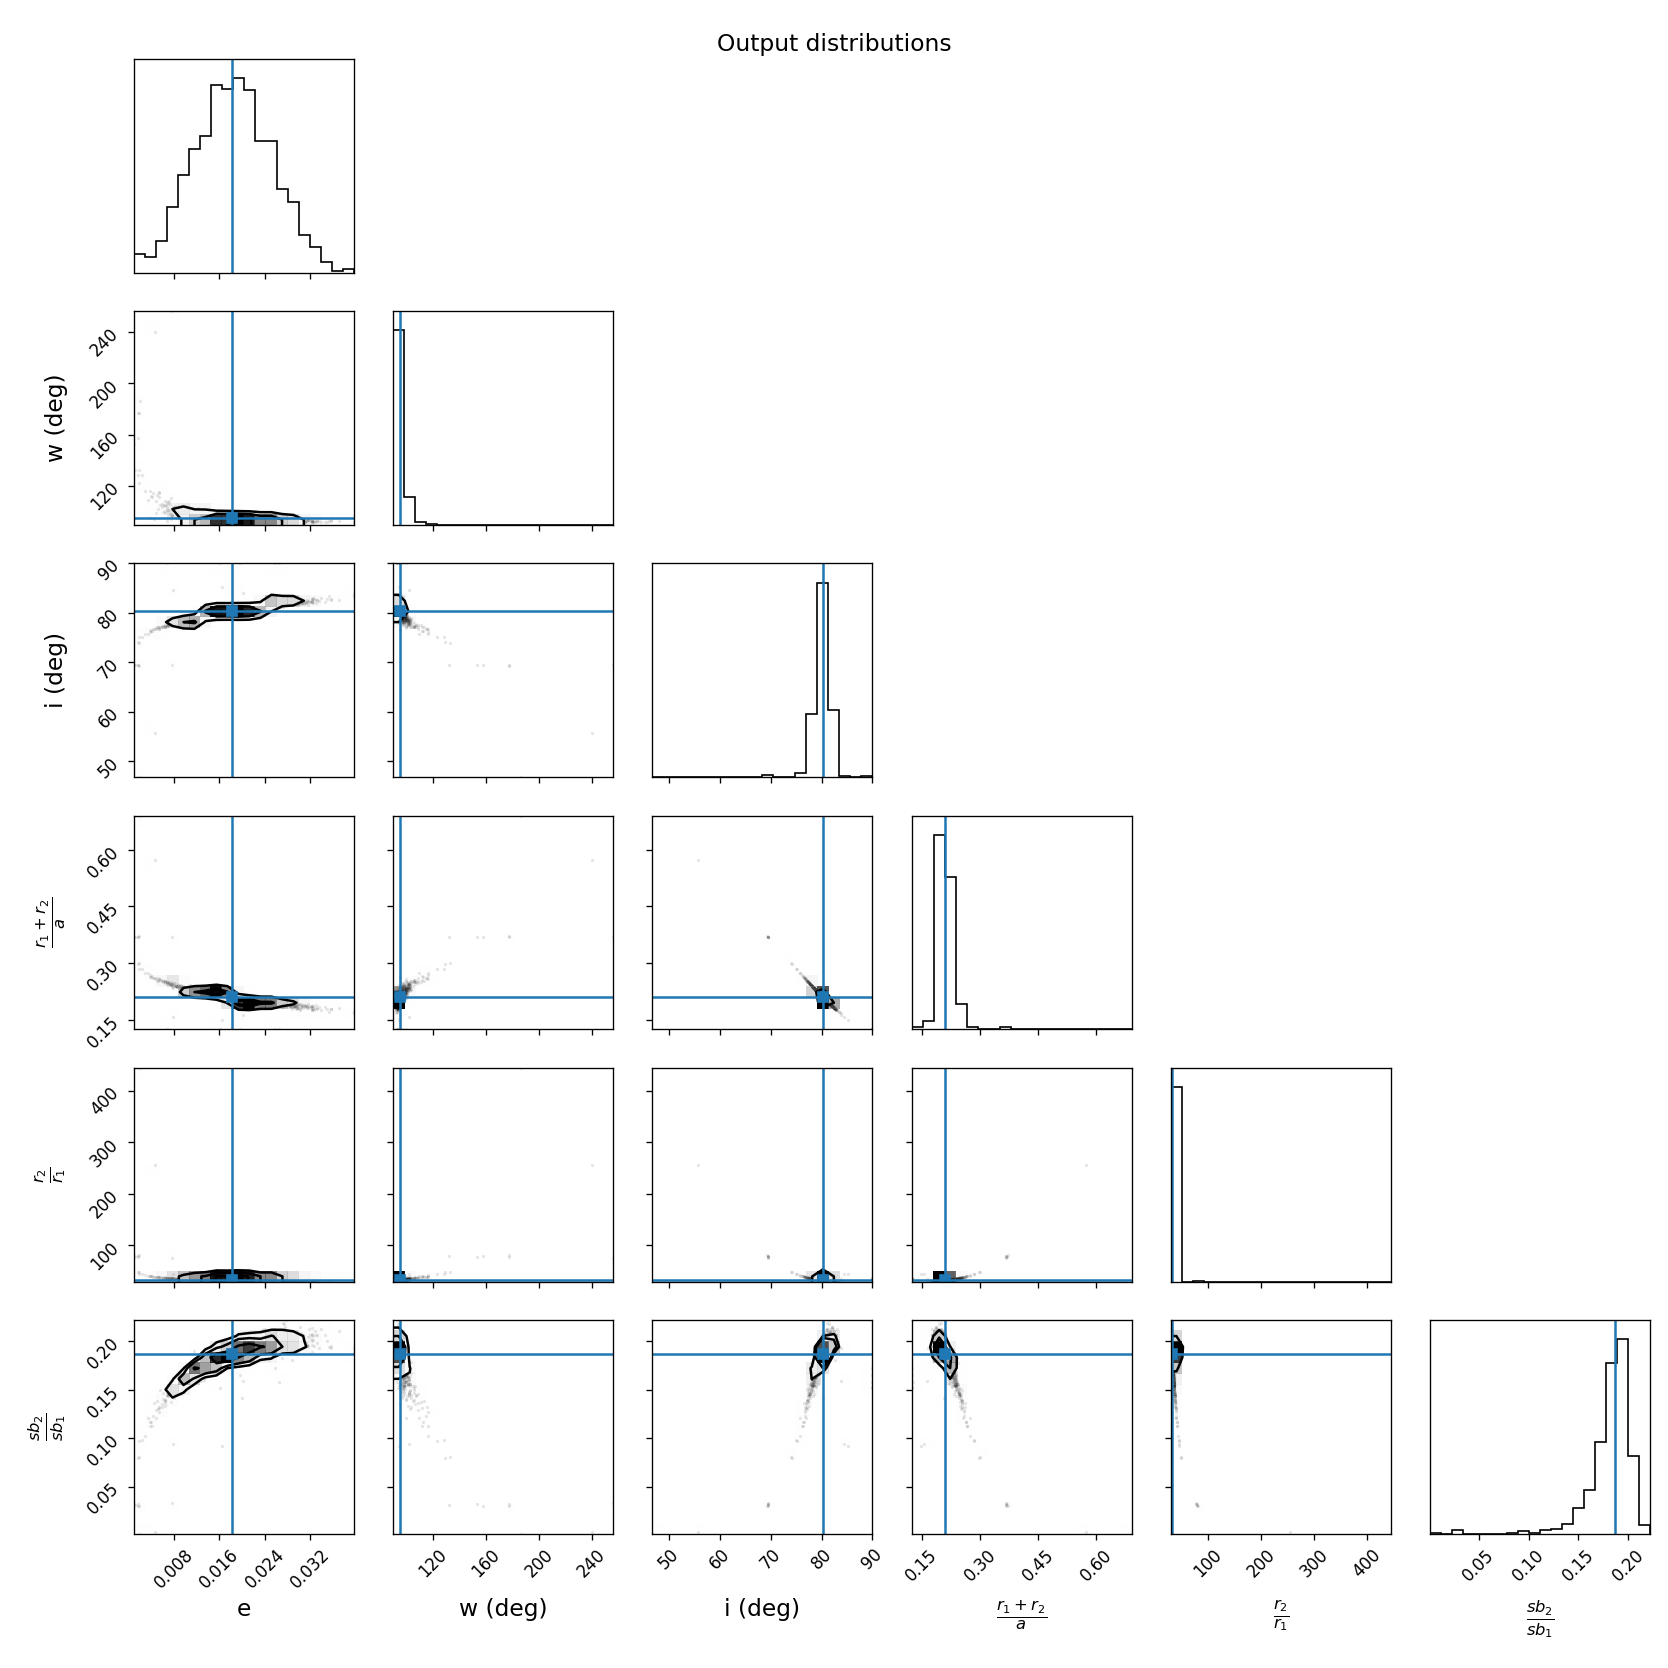 Output distributions
240
200
160
120
w (deg)
90
80
70
60
50
i (deg)
0.60
0.45
0.30
0.15
r₁ + r₂
a
400
300
200
100
r₂
r₁
0.20
0.15
0.10
0.05
sb₂
sb₁
0.008 0.016 0.024 0.032 120 160 200 240 50 60 70 80 90 0.15 0.30 0.45 0.60 100 200 300 400 0.05 0.10 0.15 0.20
e w (deg) i (deg) r₁ + r₂ r₂ sb₂
a r₁ sb₁